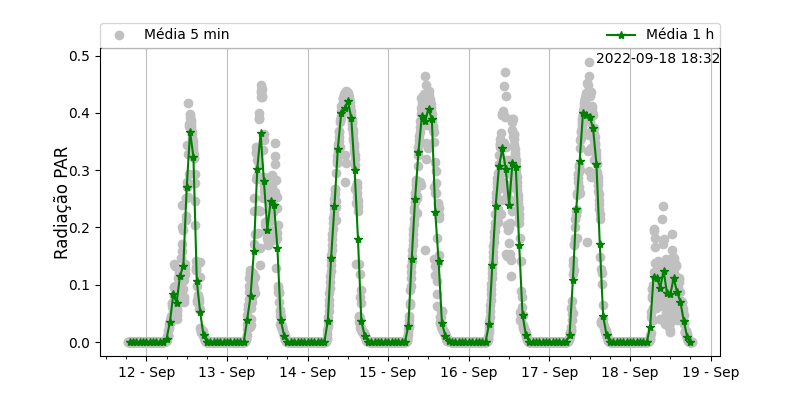 Média 5 min Média 1 h
2022-09-18 18:32
0.5
0.4
0.3
0.2
0.1
0.0
Radiação PAR
12 - Sep 13 - Sep 14 - Sep 15 - Sep 16 - Sep 17 - Sep 18 - Sep 19 - Sep